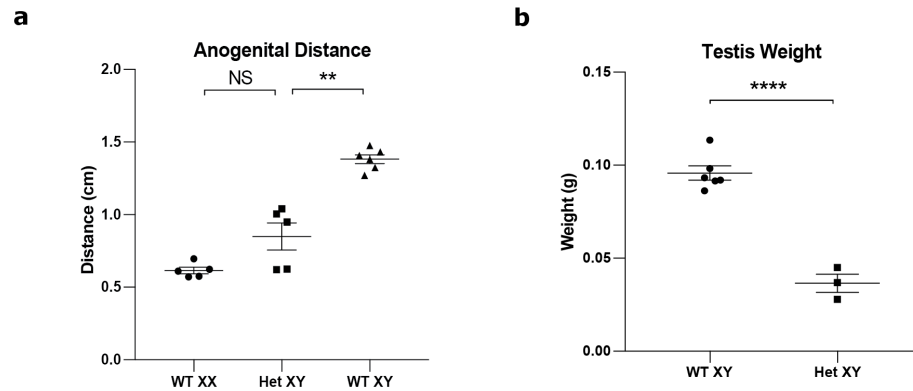 a
Anogenital Distance
NS
**
2.0
1.5
1.0
0.5
0.0
Distance (cm)
WT XX
Het XY
WT XY
b
Testis Weight
****
0.15
0.10
0.05
0.00
Weight (g)
WT XY
Het XY